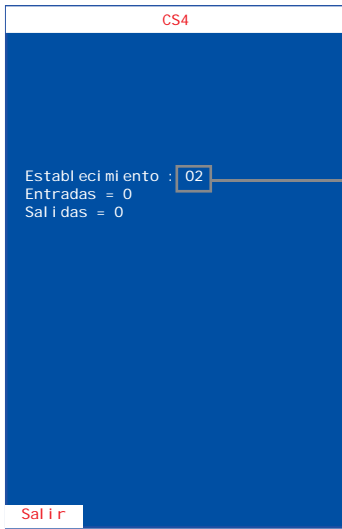 CS4
Establecimiento : 02
Entradas = 0
Salidas = 0
Salir